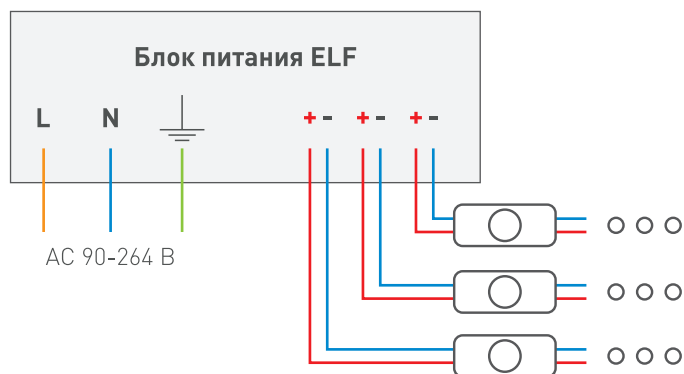 Блок питания ELF
L N + - + - + -
AC 90-264 В